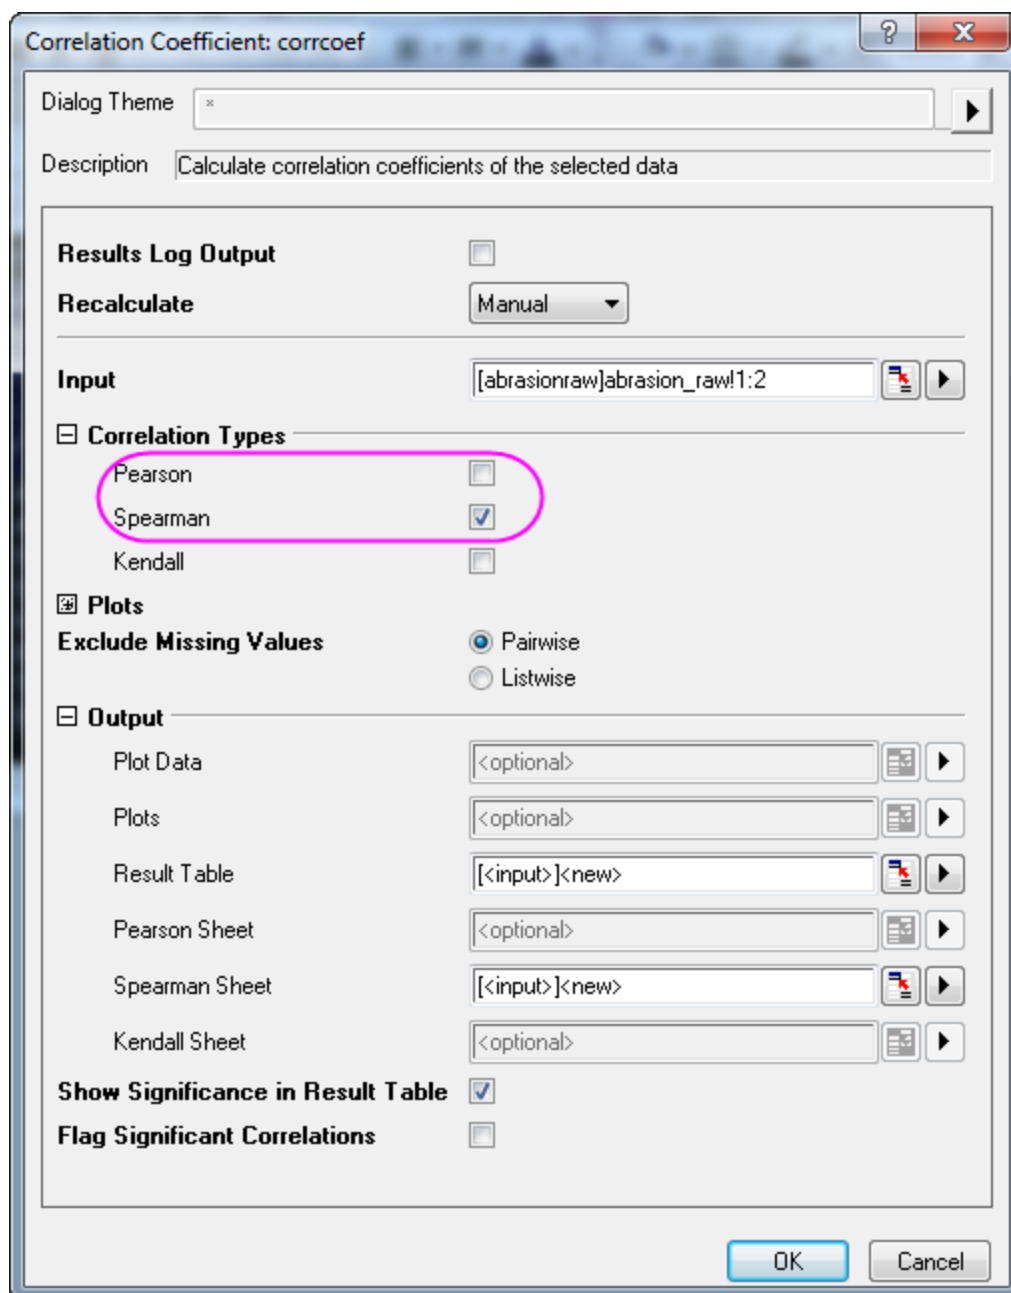 Correlation Coefficient: corrcoef
Dialog Theme *
Description Calculate correlation coefficients of the selected data
Results Log Output
Recalculate Manual
Input [abrasionraw]abrasion_raw!1:2
Correlation Types
Pearson
Spearman
Kendall
Plots
Exclude Missing Values Pairwise
Listwise
Output
Plot Data <optional>
Plots <optional>
Result Table [<input>]<new>
Pearson Sheet <optional>
Spearman Sheet [<input>]<new>
Kendall Sheet <optional>
Show Significance in Result Table
Flag Significant Correlations
OK Cancel